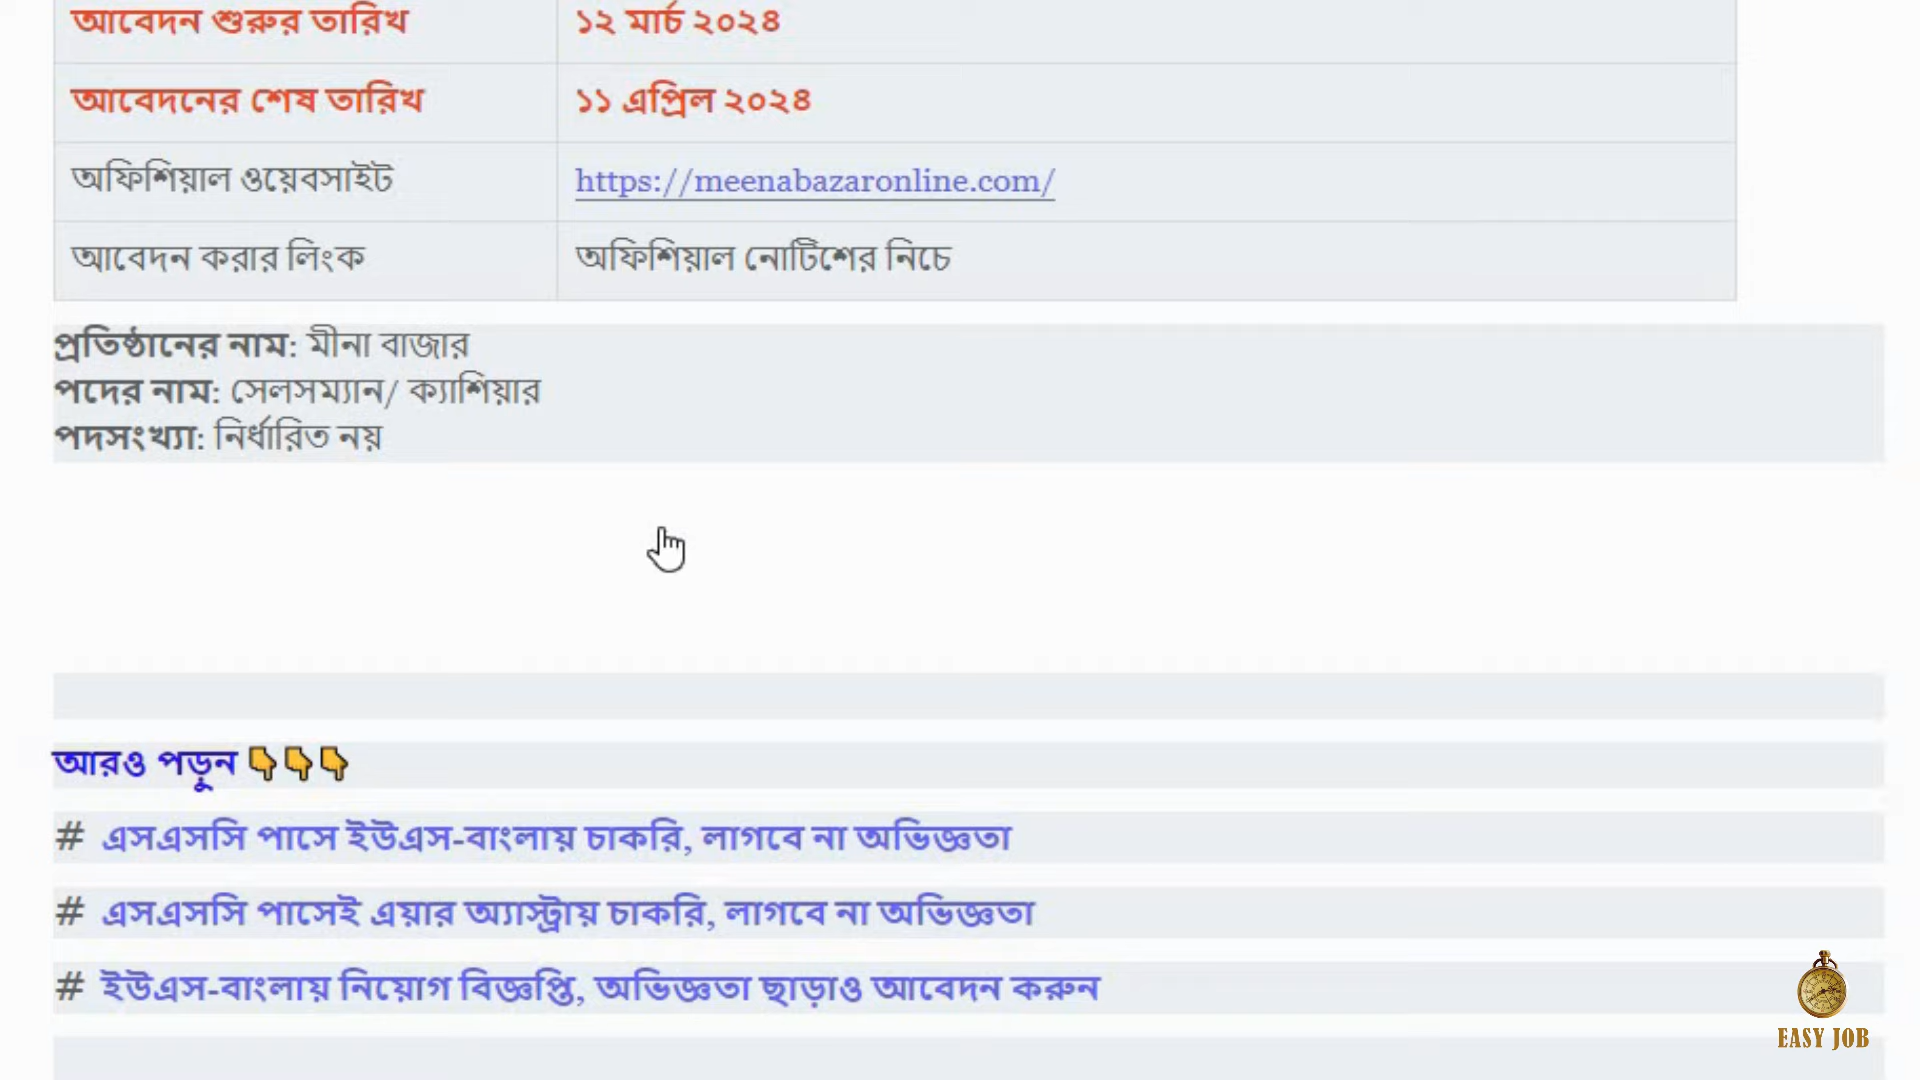 আবেদন শুরুর তারিখ ১২ মার্চ ২০২৪
আবেদনের শেষ তারিখ ১১ এপ্রিল ২০২৪
অফিশিয়াল ওয়েবসাইট https://meenabazaronline.com/
আবেদন করার লিংক অফিশিয়াল নোটিশের নিচে
প্রতিষ্ঠানের নাম: মীনা বাজার
পদের নাম: সেলসম্যান/ ক্যাশিয়ার
পদসংখ্যা: নির্ধারিত নয়
আরও পড়ুন 👇👇👇
# এসএসসি পাসে ইউএস-বাংলায় চাকরি, লাগবে না অভিজ্ঞতা
# এসএসসি পাসেই এয়ার অ্যাস্ট্রায় চাকরি, লাগবে না অভিজ্ঞতা
# ইউএস-বাংলায় নিয়োগ বিজ্ঞপ্তি, অভিজ্ঞতা ছাড়াও আবেদন করুন
EASY JOB